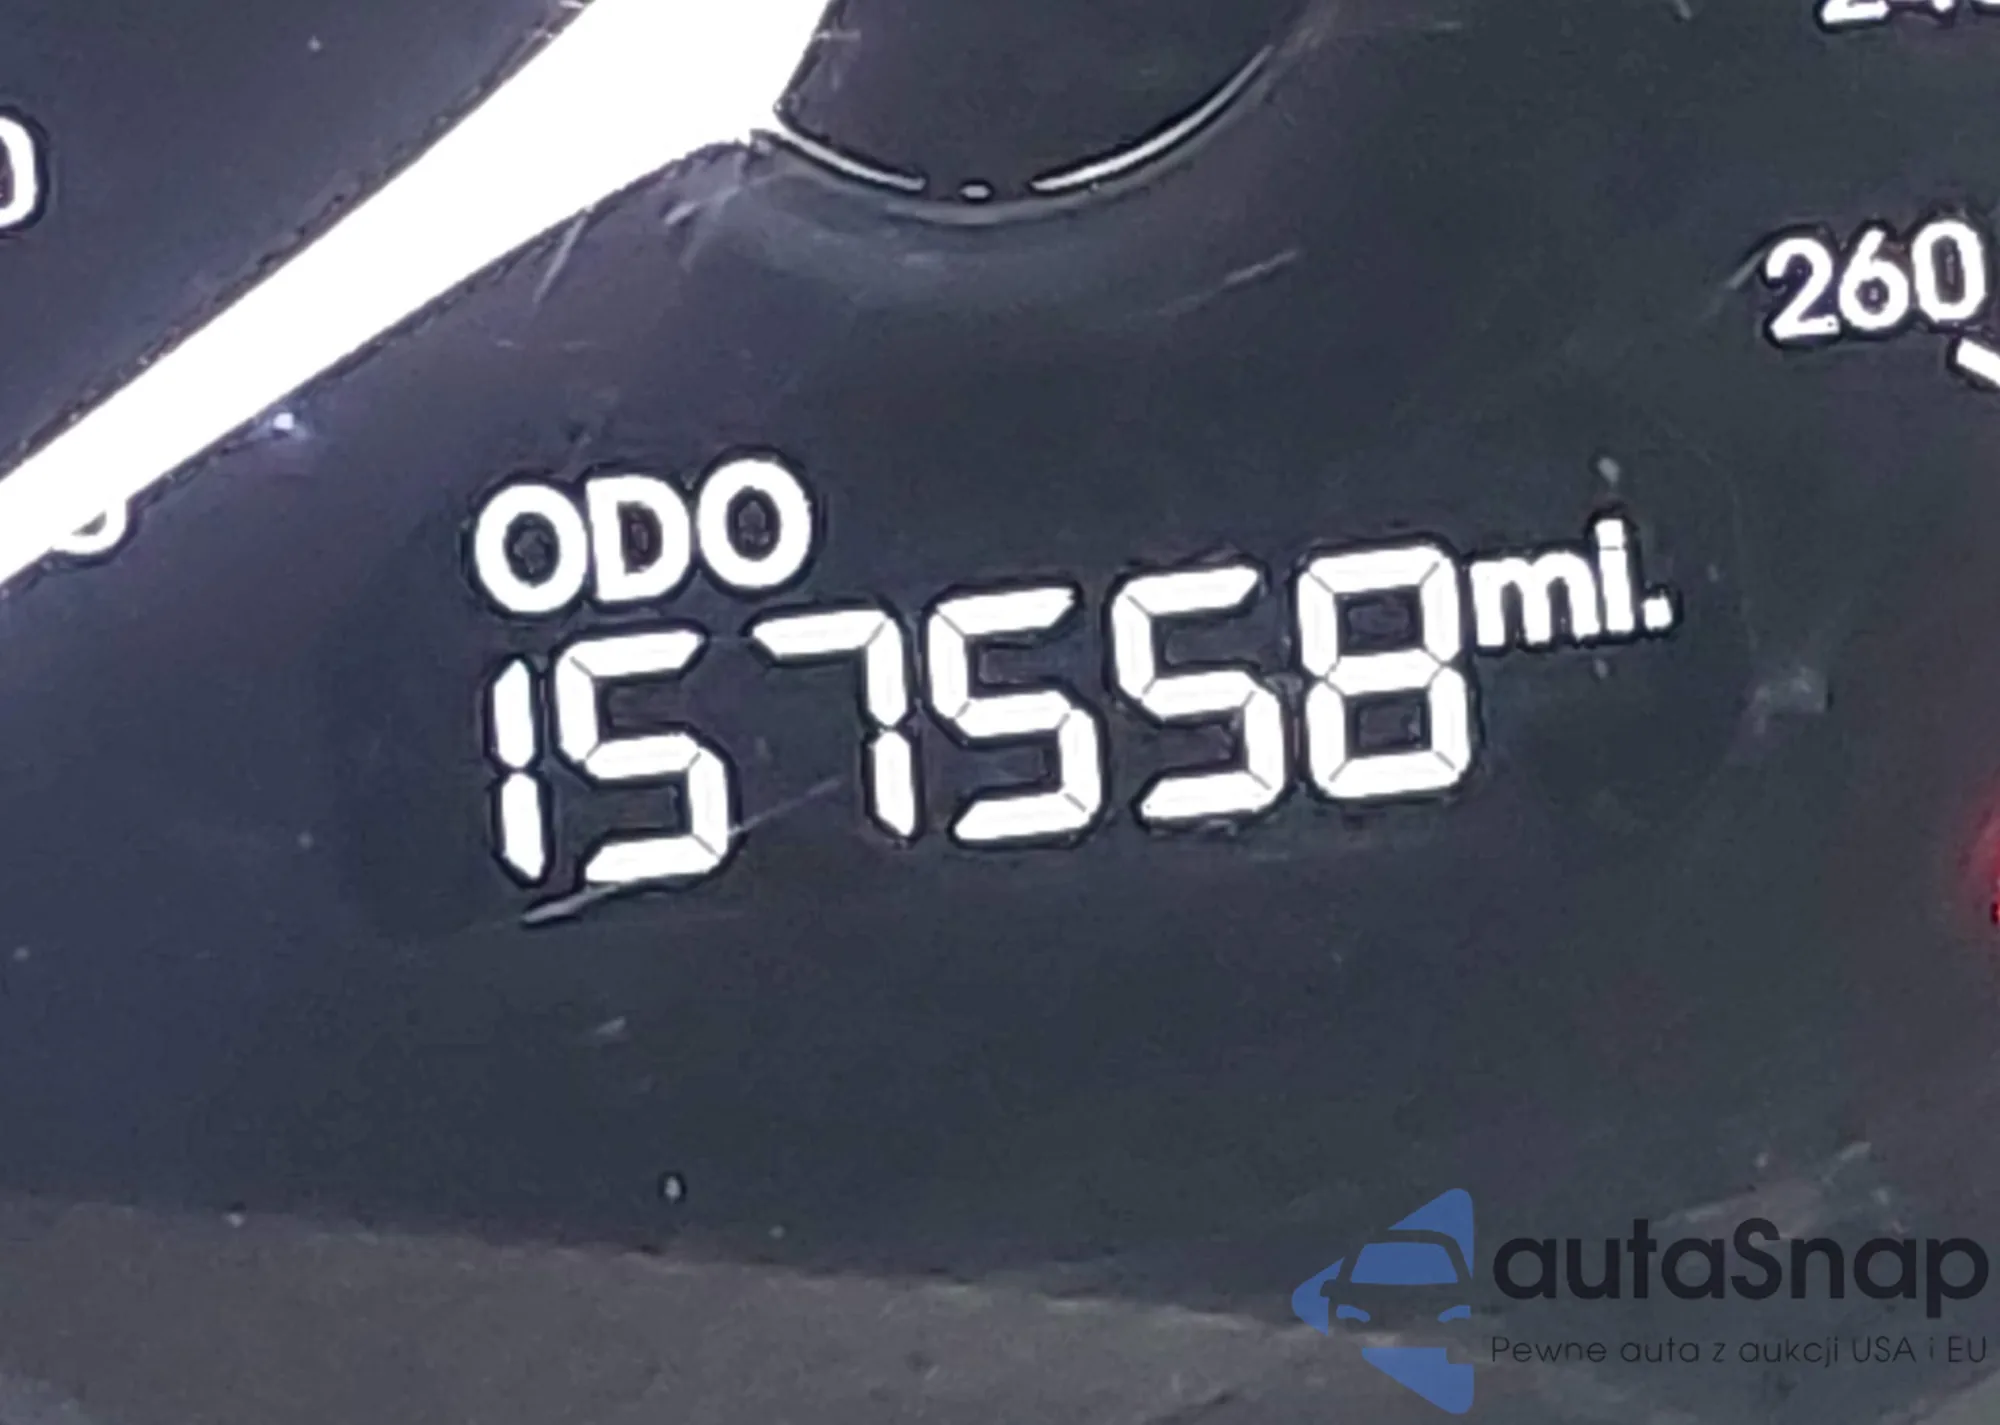 260
ODO
157558 mi.
autaSnap
Pewne auta z aukcji USA i EU